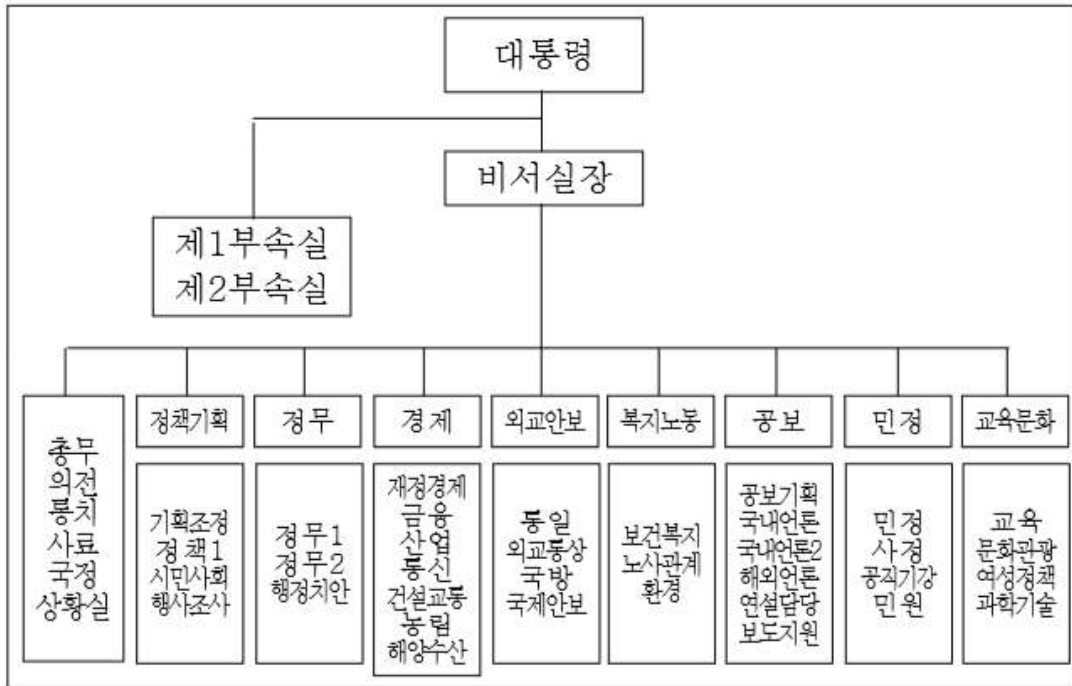 대통령
비서실장
제1부속실
제2부속실
총무
의전
통치
사료
국정
상황실
정책기획
기획조정
정책1
시민사회
행사조사
정무
정무1
정무2
행정치안
경제
재정경제
금융
산업
통신
건설교통
농림
해양수산
외교안보
통일
외교통상
국방
국제안보
복지노동
보건복지
노사관계
환경
공보
공보기획
국내언론
국내언론2
해외언론
연설담당
보도지원
민정
민정
사정
공직기강
민원
교육문화
교육
문화관광
여성정책
과학기술